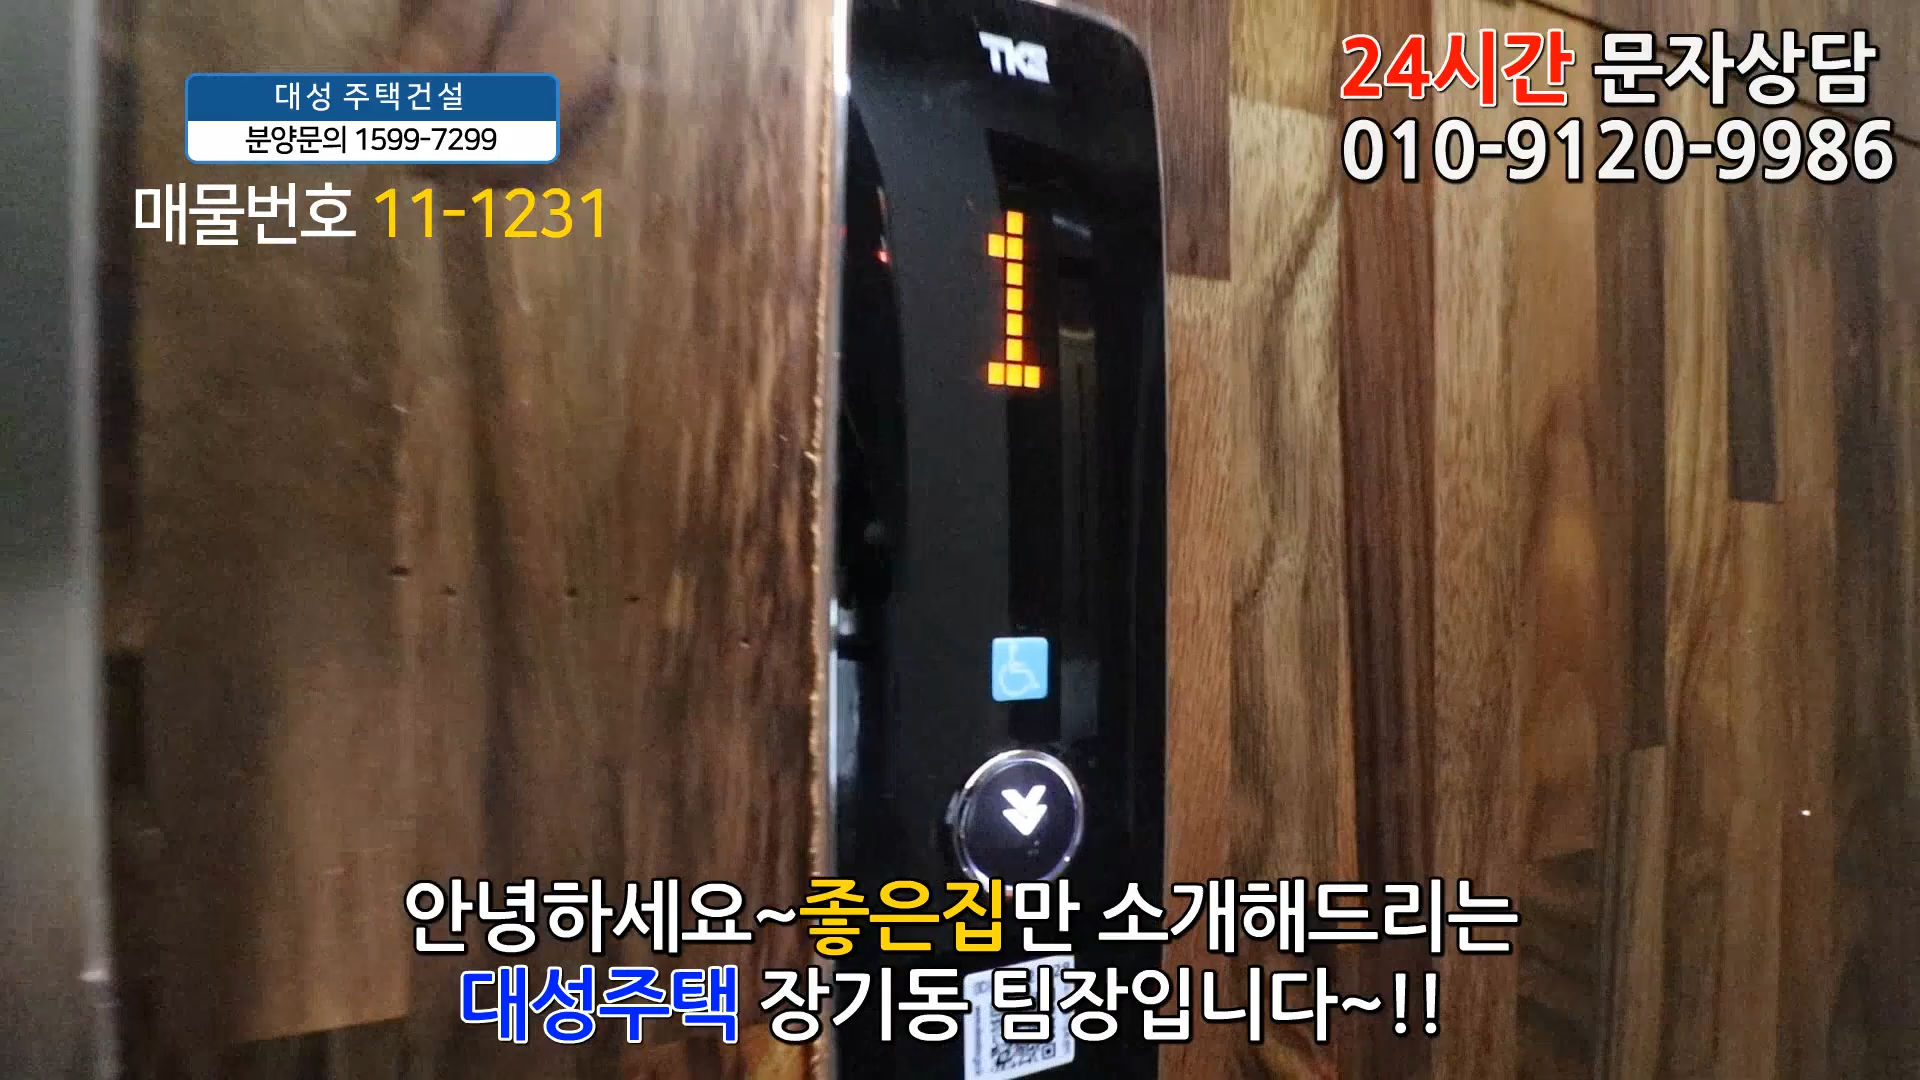 대성 주택건설
분양문의 1599-7299
매물번호 11-1231
24시간 문자상담
010-9120-9986
TKE
1
안녕하세요~좋은집만 소개해드리는
대성주택 장기동 팀장입니다~!!